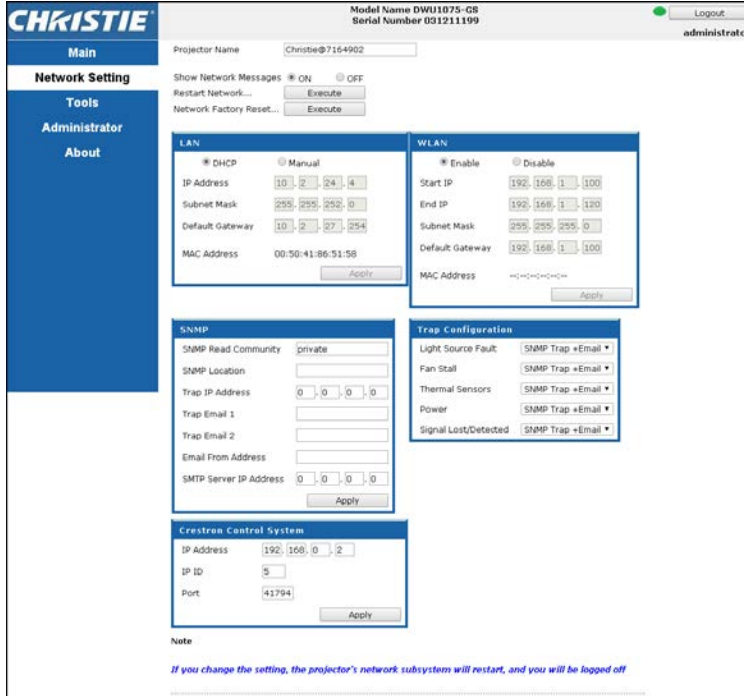 CHRISTIE
Model Name DWU1075-GS
Serial Number 031211199
Logout
administrato
Main
Network Setting
Tools
Administrator
About
Projector Name Christie@7164902
Show Network Messages ON OFF
Restart Network... Execute
Network Factory Reset... Execute
LAN
DHCP Manual
IP Address 10 . 2 . 24 . 4
Subnet Mask 255. 255. 252. 0
Default Gateway 10 . 2 . 27 . 254
MAC Address 00:50:41:86:51:58
Apply
WLAN
Enable Disable
Start IP 192. 168. 1 . 100
End IP 192. 168. 1 . 120
Subnet Mask 255. 255. 255. 0
Default Gateway 192. 168. 1 . 100
MAC Address --:--:--:--:--:--
Apply
SNMP
SNMP Read Community private
SNMP Location
Trap IP Address 0 . 0 . 0 . 0
Trap Email 1
Trap Email 2
Email From Address
SMTP Server IP Address 0 . 0 . 0 . 0
Apply
Trap Configuration
Light Source Fault SNMP Trap +Email
Fan Stall SNMP Trap +Email
Thermal Sensors SNMP Trap +Email
Power SNMP Trap +Email
Signal Lost/Detected SNMP Trap +Email
Crestron Control System
IP Address 192. 168. 0 . 2
IP ID 5
Port 41794
Apply
Note
If you change the setting, the projector's network subsystem will restart, and you will be logged off